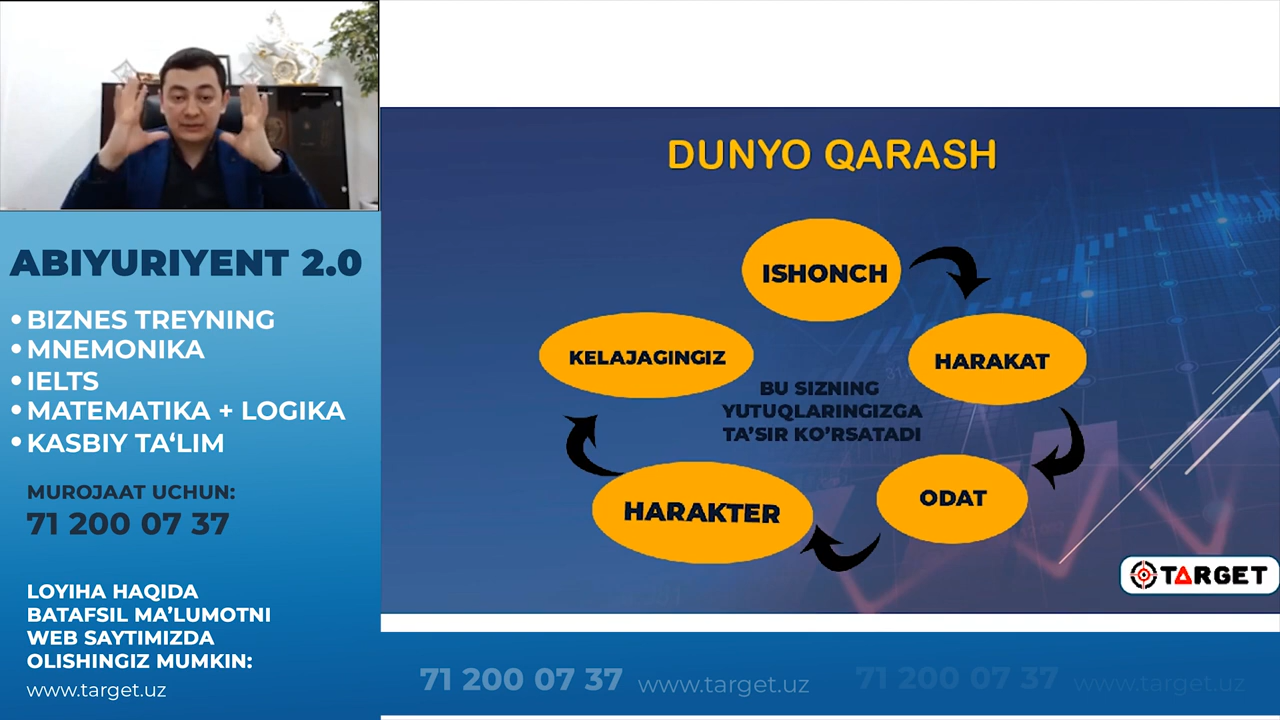 ABIYURIYENT 2.0
• BIZNES TREYNING
• MNEMONIKA
• IELTS
• MATEMATIKA + LOGIKA
• KASBIY TA‘LIM
MUROJAAT UCHUN:
71 200 07 37
LOYIHA HAQIDA
BATAFSIL MA’LUMOTNI
WEB SAYTIMIZDA
OLISHINGIZ MUMKIN:
www.target.uz
DUNYO QARASH
ISHONCH
HARAKAT
ODAT
HARAKTER
KELAJAGINGIZ
BU SIZNING
YUTUQLARINGIZGA
TA’SIR KO’RSATADI
TARGET
71 200 07 37 www.target.uz
71 200 07 37 www.target.uz